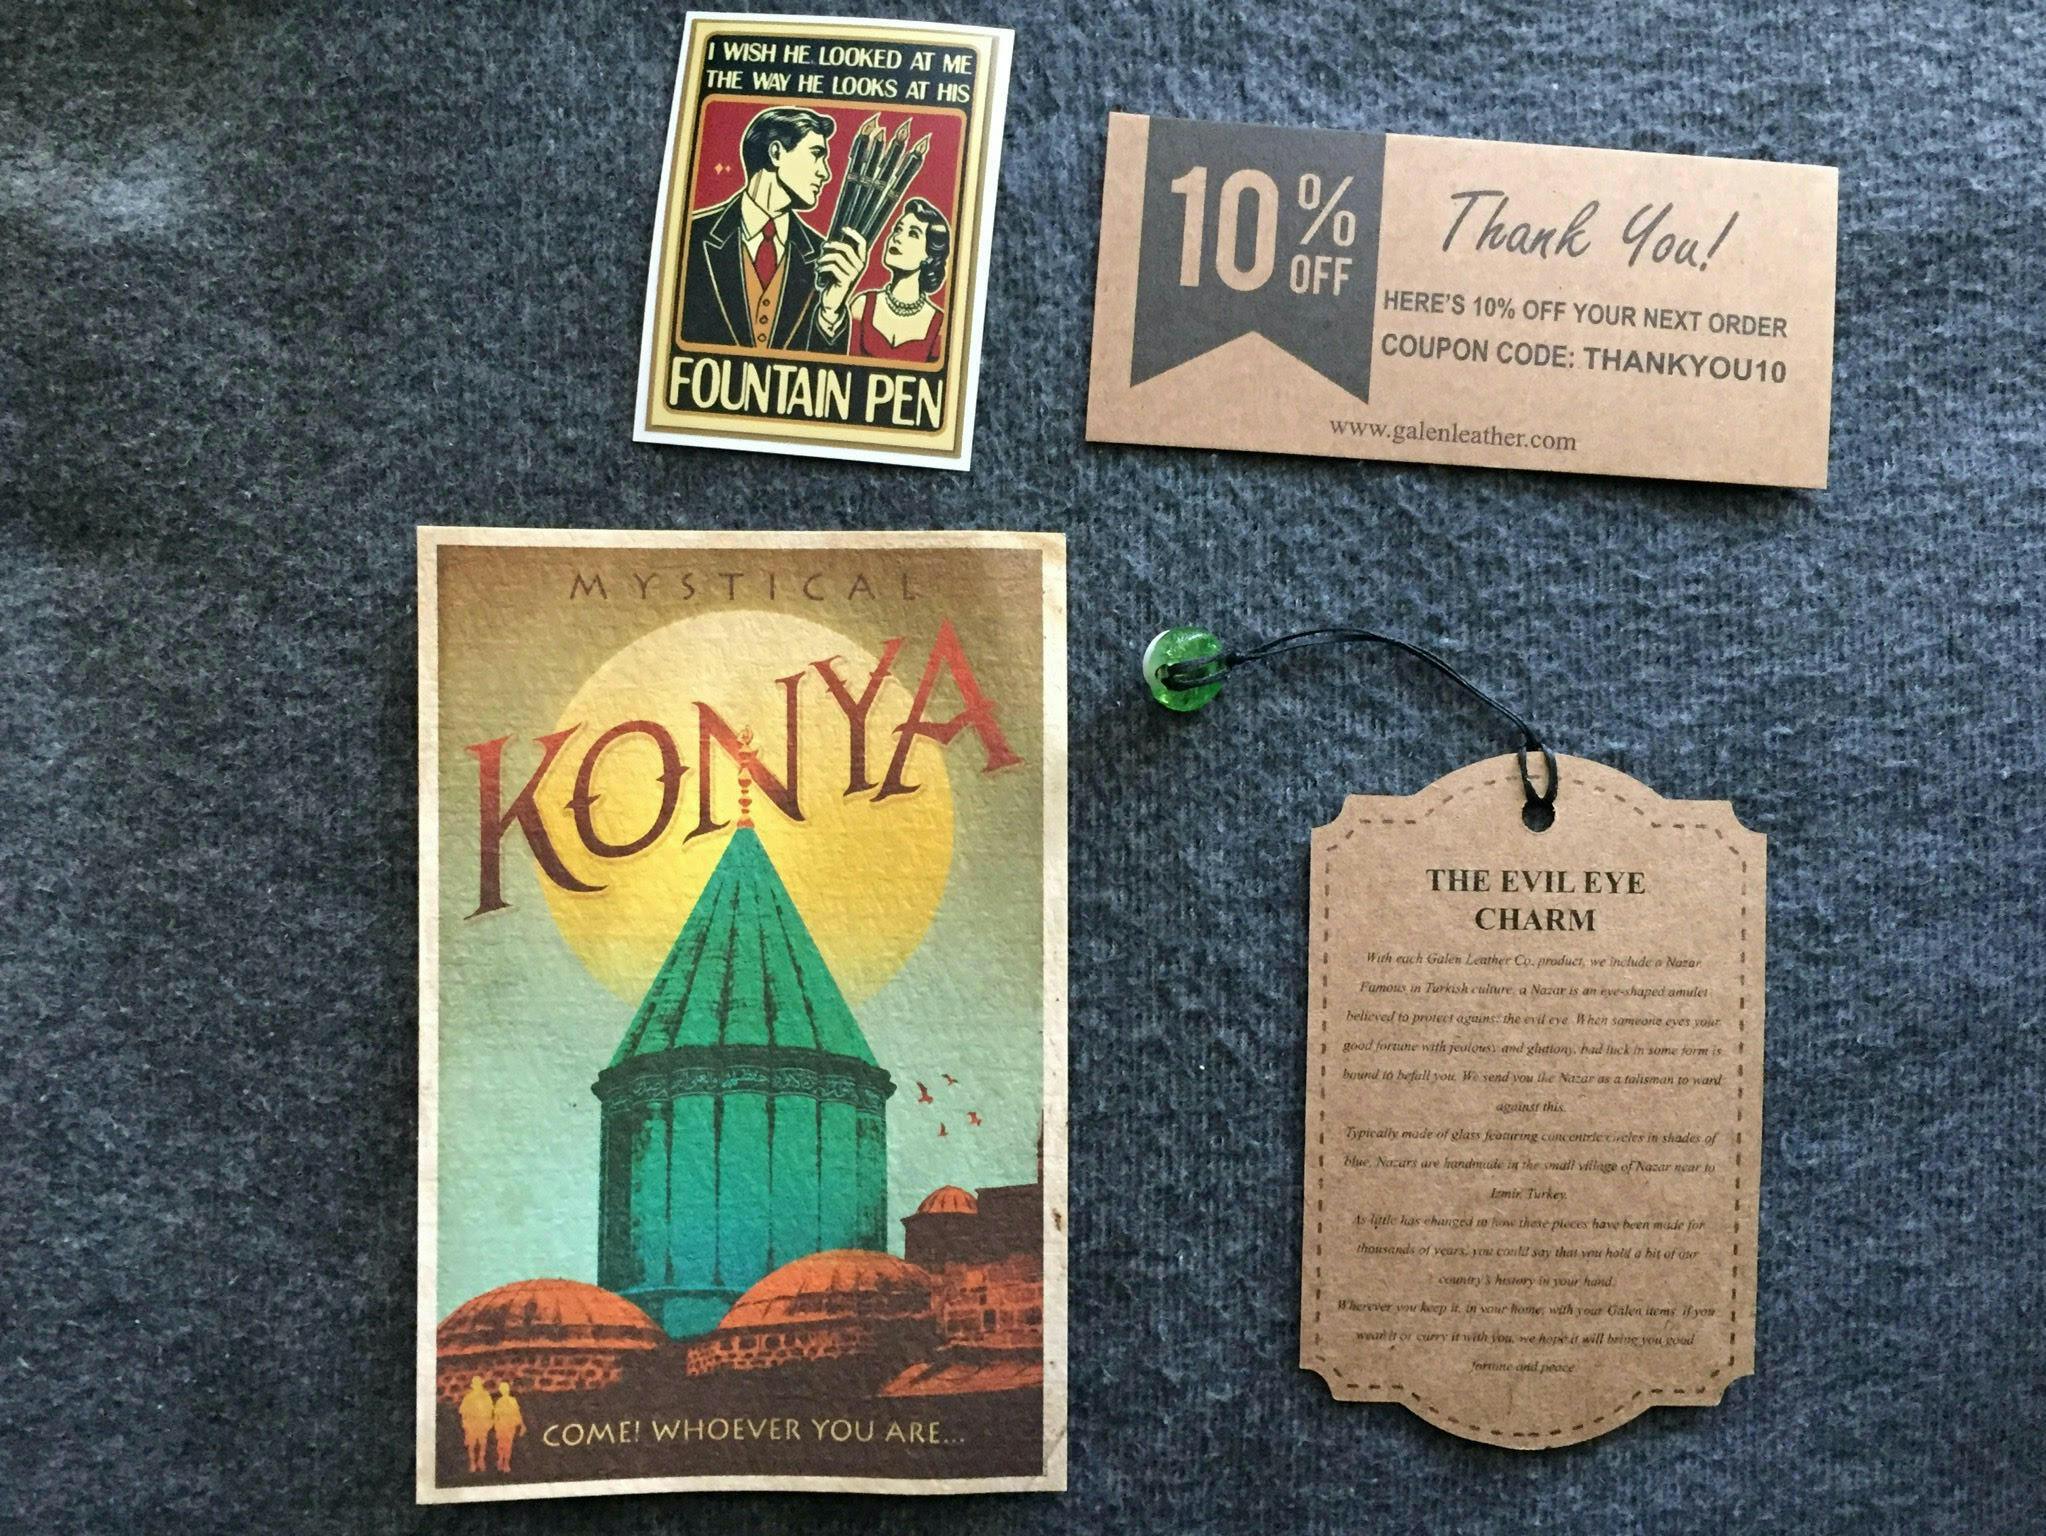 I WISH HE LOOKED AT ME
THE WAY HE LOOKS AT HIS
FOUNTAIN PEN
10% OFF
Thank You!
HERE'S 10% OFF YOUR NEXT ORDER
COUPON CODE: THANKYOU10
www.galenleather.com
MYSTICAL
KONYA
COME! WHOEVER YOU ARE...
THE EVIL EYE
CHARM
With each Galen Leather Co. product, we include a Nazar.
Famous in Turkish culture, a Nazar is an eye-shaped amulet
believed to protect against the evil eye. When someone eyes your
good fortune with jealousy and gluttony, bad luck in some form is
bound to befall you. We send you the Nazar as a talisman to ward
against this.
Typically made of glass featuring concentric circles in shades of
blue, Nazars are handmade in the small village of Nazar near to
Izmir, Turkey.
As little has changed to how these pieces have been made for
thousands of years, you could say that you hold a bit of our
country's history in your hand.
Wherever you keep it, in your home, with your Galen items, if you
wear it or carry it with you, we hope it will bring you good
fortune and peace.